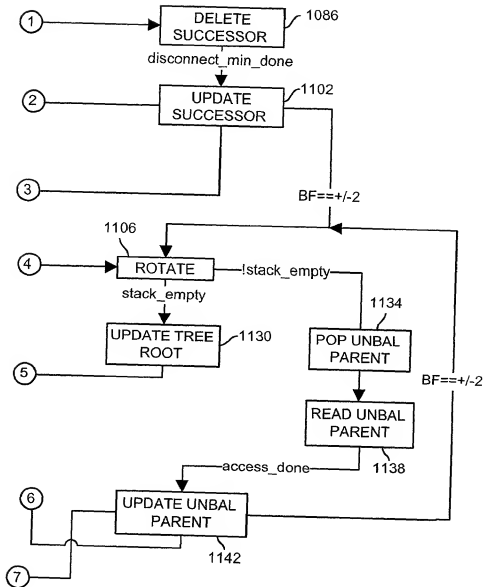 1
DELETE
SUCCESSOR
1086
disconnect_min_done
2
UPDATE
SUCCESSOR
1102
3
BF==+/-2
1106
4
ROTATE
!stack_empty
stack_empty
1134
UPDATE TREE
ROOT
1130
POP UNBAL
PARENT
5
BF==+/-2
READ UNBAL
PARENT
1138
access_done
6
UPDATE UNBAL
PARENT
1142
7